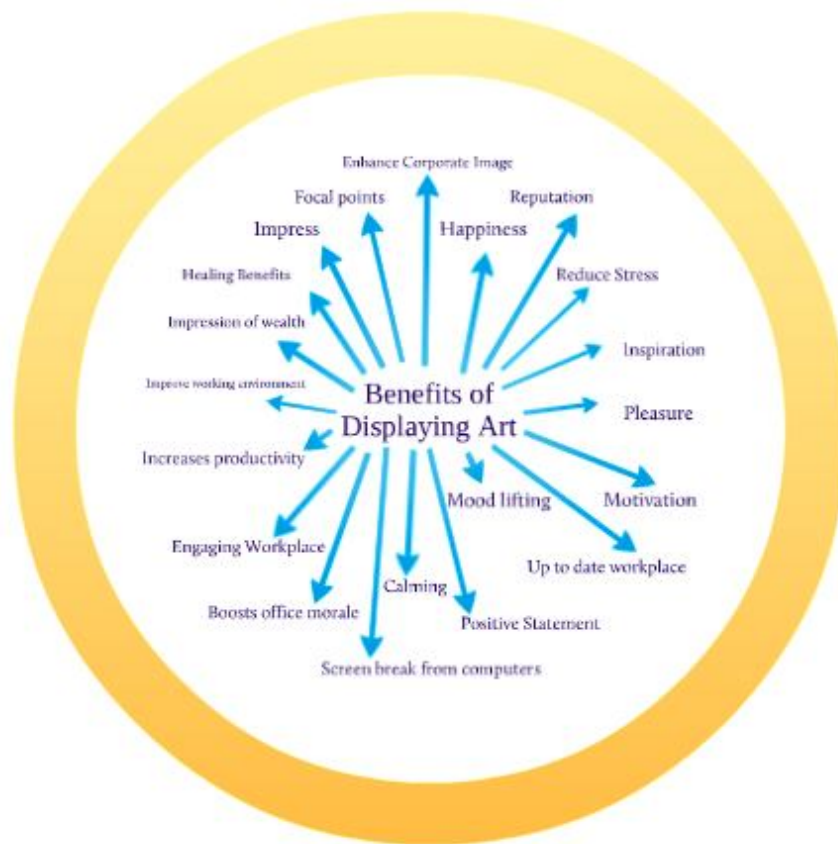 Enhance Corporate Image
Focal points
Reputation
Impress
Happiness
Healing Benefits
Reduce Stress
Impression of wealth
Inspiration
Improve working environment
Benefits of
Displaying Art
Pleasure
Increases productivity
Mood lifting
Motivation
Engaging Workplace
Up to date workplace
Calming
Boosts office morale
Positive Statement
Screen break from computers